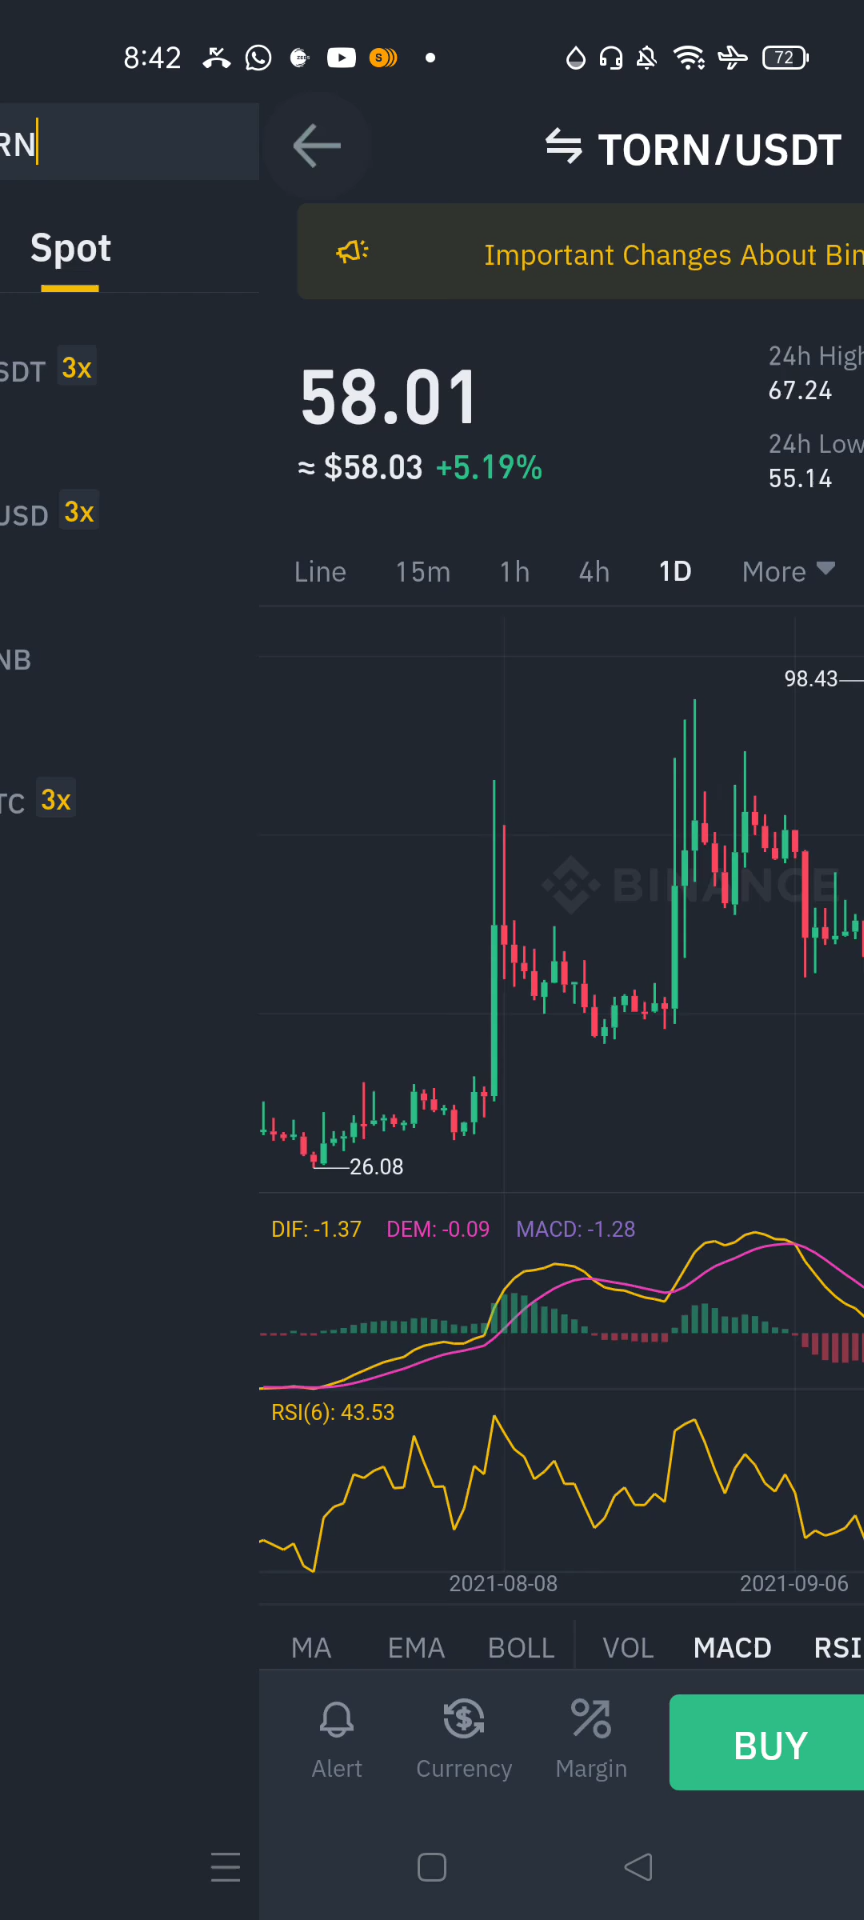 8:42
72
RN
TORN/USDT
Important Changes About Bin
Spot
58.01
≈ $58.03 +5.19%
24h High
67.24
24h Low
55.14
SDT 3x
USD 3x
NB
TC 3x
Line 15m 1h 4h 1D More
98.43
BINANCE
26.08
DIF: -1.37 DEM: -0.09 MACD: -1.28
RSI(6): 43.53
2021-08-08 2021-09-06
MA EMA BOLL VOL MACD RSI
Alert Currency Margin
BUY